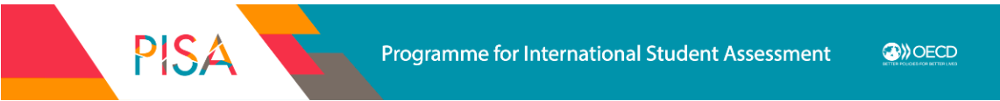 PISA
Programme for International Student Assessment
OECD
BETTER POLICIES FOR BETTER LIVES